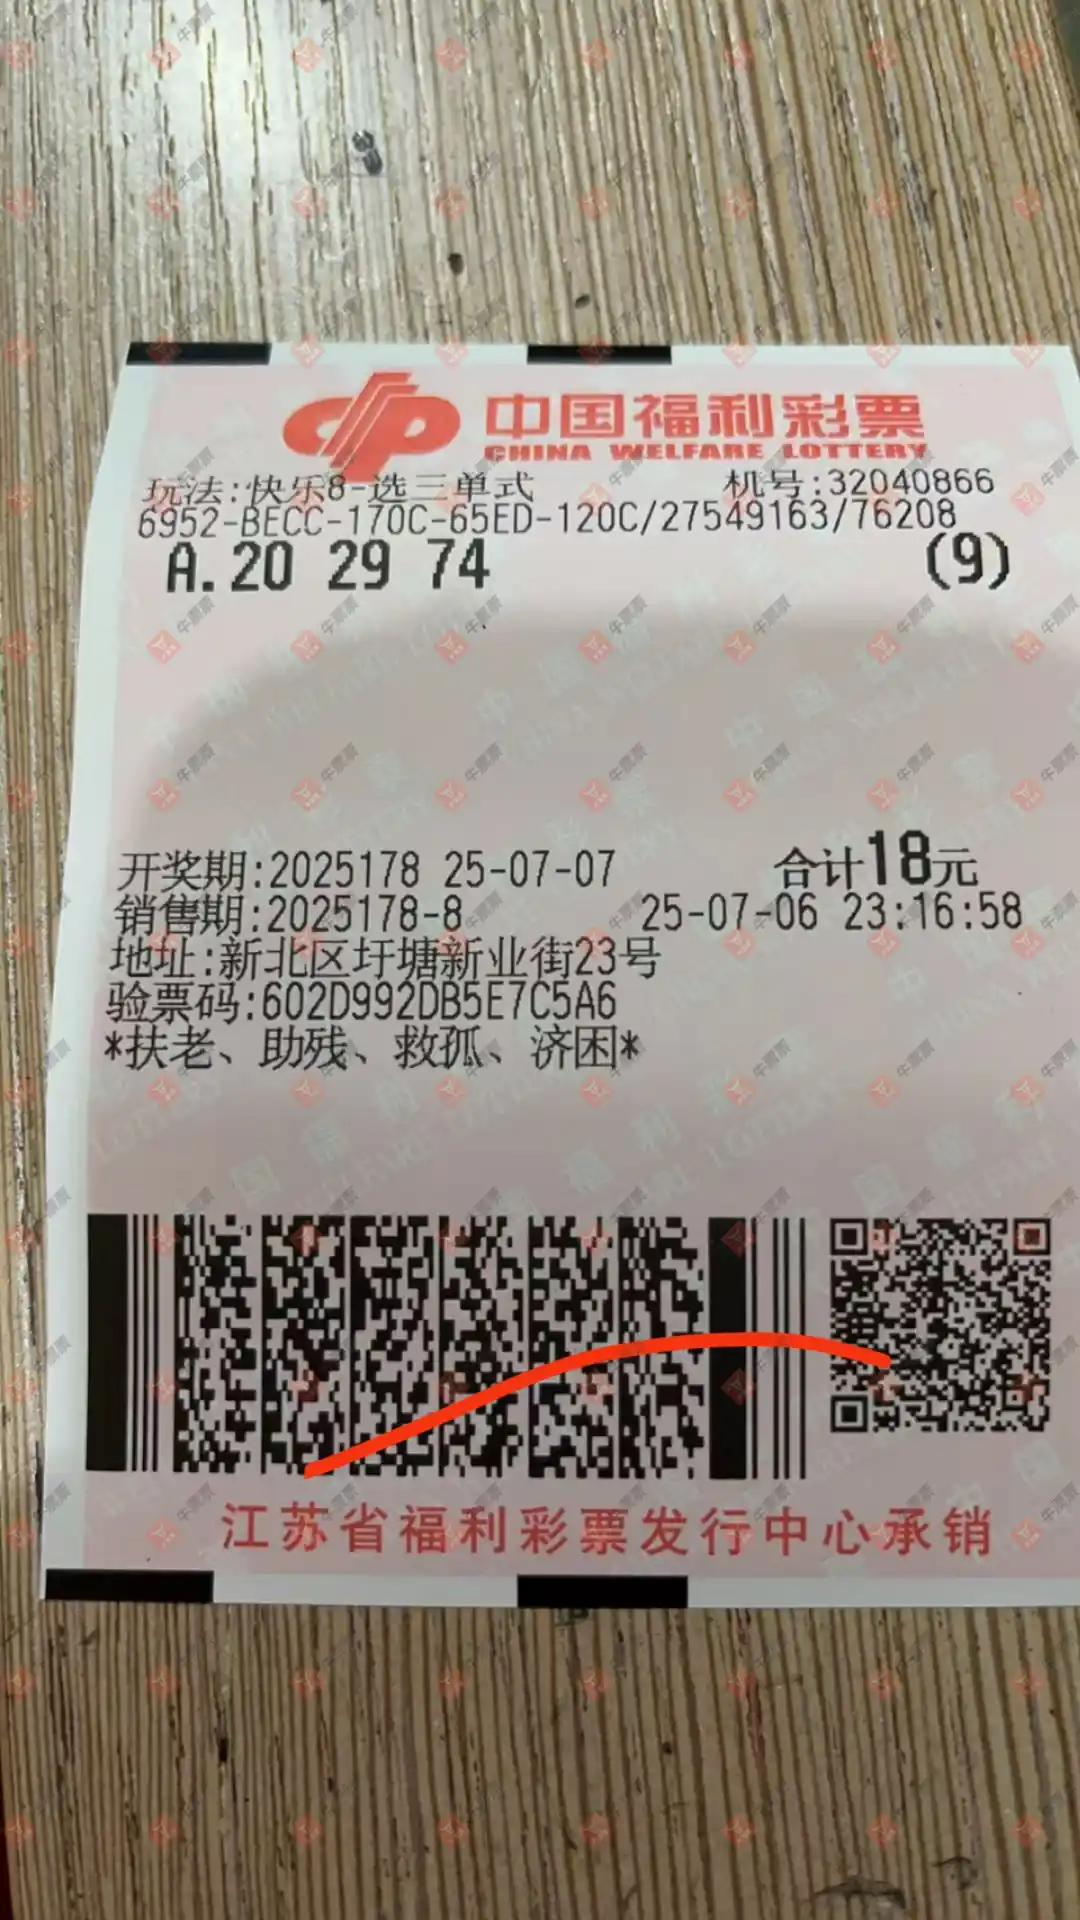 中国福利彩票
CHINA WELFARE LOTTERY
玩法:快乐8-选三单式 机号:32040866
6952-BECC-170C-65ED-120C/27549163/76208
A.20 29 74 (9)
开奖期:2025178 25-07-07 合计18元
销售期:2025178-8 25-07-06 23:16:58
地址:新北区圩塘新业街23号
验票码:602D992DB5E7C5A6
*扶老、助残、救孤、济困*
江苏省福利彩票发行中心承销
牛票票